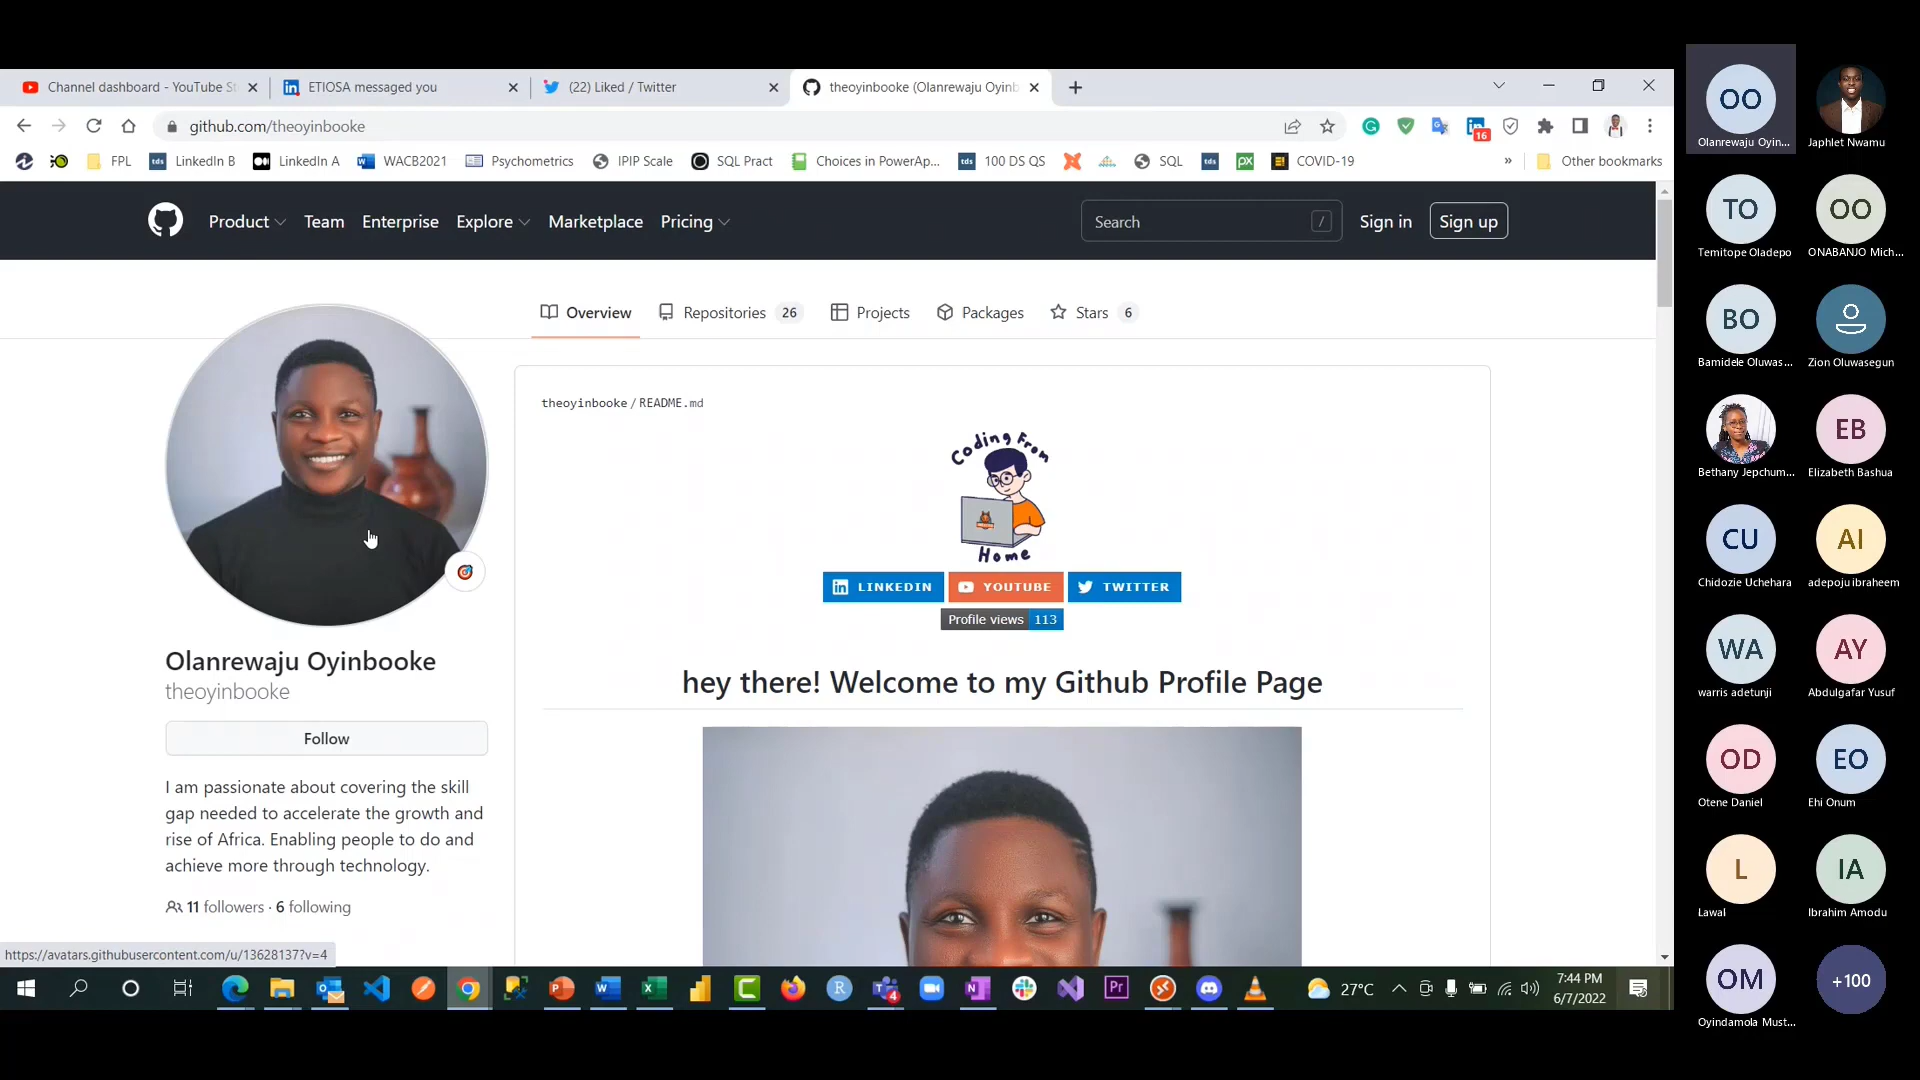 Channel dashboard - YouTube St
ETIOSA messaged you
(22) Liked / Twitter
theoyinbooke (Olanrewaju Oyinb
github.com/theoyinbooke
16
FPL
LinkedIn B
LinkedIn A
WACB2021
Psychometrics
IPIP Scale
SQL Pract
Choices in PowerAp...
100 DS QS
SQL
COVID-19
»
Other bookmarks
Product
Team
Enterprise
Explore
Marketplace
Pricing
Search
/
Sign in
Sign up
Overview
Repositories 26
Projects
Packages
Stars 6
theoyinbooke / README.md
Coding From
Home
LINKEDIN
YOUTUBE
TWITTER
Profile views 113
hey there! Welcome to my Github Profile Page
Olanrewaju Oyinbooke
theoyinbooke
Follow
I am passionate about covering the skill
gap needed to accelerate the growth and
rise of Africa. Enabling people to do and
achieve more through technology.
11 followers · 6 following
https://avatars.githubusercontent.com/u/13628137?v=4
27°C
7:44 PM
6/7/2022
OO
Olanrewaju Oyin...
Japhlet Nwamu
TO
Temitope Oladepo
OO
ONABANJO Mich...
BO
Bamidele Oluwas...
Zion Oluwasegun
Bethany Jepchum...
EB
Elizabeth Bashua
CU
Chidozie Uchehara
AI
adepoju ibraheem
WA
warris adetunji
AY
Abdulgafar Yusuf
OD
Otene Daniel
EO
Ehi Onum
L
Lawal
IA
Ibrahim Amodu
OM
Oyindamola Must...
+100